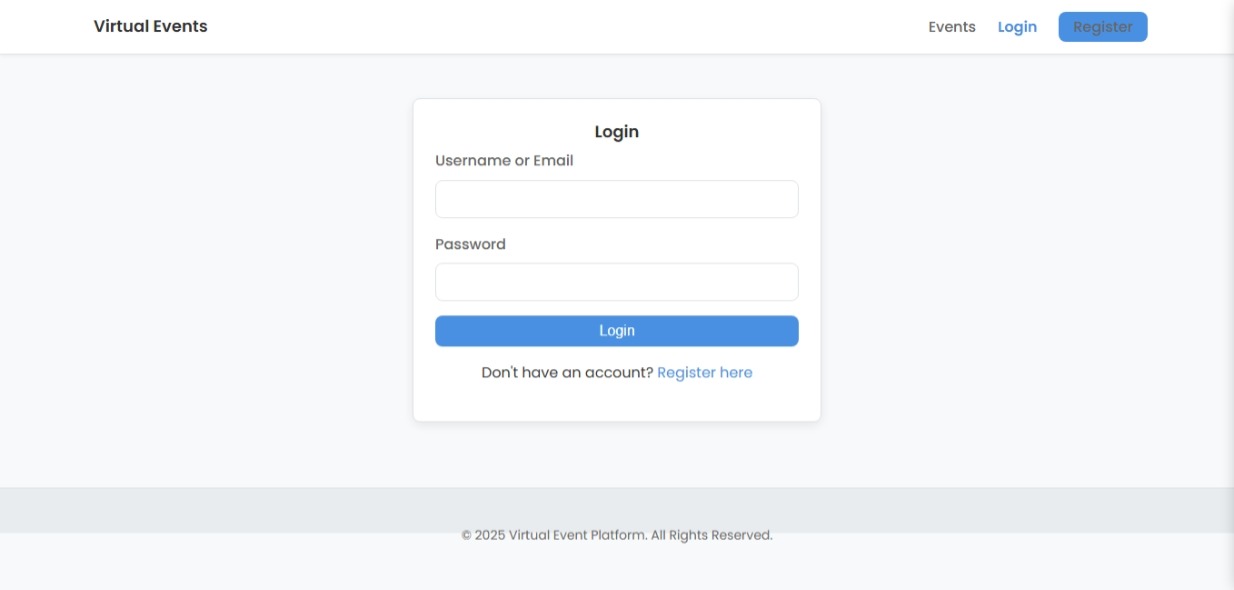 Virtual Events
Events Login Register
Login
Username or Email
Password
Login
Don't have an account? Register here
© 2025 Virtual Event Platform. All Rights Reserved.